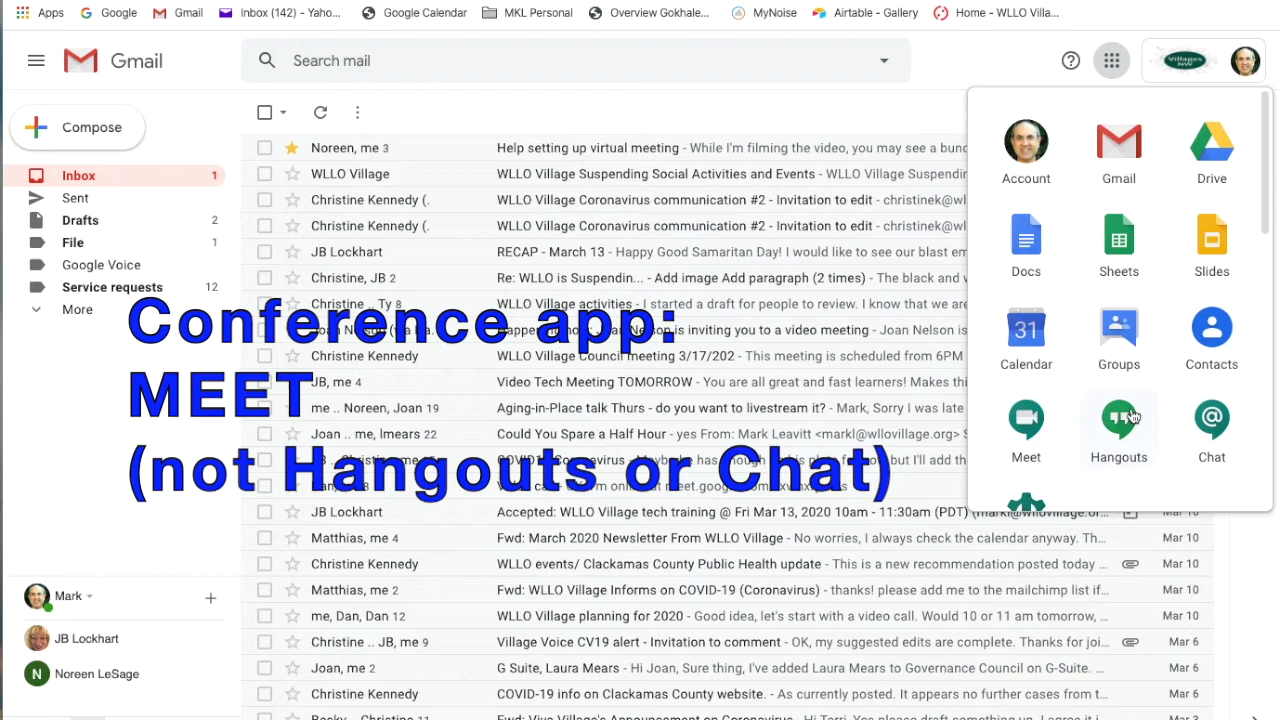 Apps Google Gmail Inbox (142) - Yaho... Google Calendar MKL Personal Overview Gokhale... MyNoise Airtable - Gallery Home - WLLO Villa...
Gmail
Search mail
Villages NW
Compose
Inbox 1
Sent
Drafts 2
File 1
Google Voice
Service requests 12
More
Noreen, me 3 Help setting up virtual meeting - While I'm filming the video, you may see a bunc
WLLO Village WLLO Village Suspending Social Activities and Events - WLLO Village Suspendin
Christine Kennedy (. WLLO Village Coronavirus communication #2 - Invitation to edit - christinek@wl
Christine Kennedy (. WLLO Village Coronavirus communication #2 - Invitation to edit - christinek@wl
JB Lockhart RECAP - March 13 - Happy Good Samaritan Day! I would like to see our blast em
Christine, JB 2 Re: WLLO is Suspendin... - Add image Add paragraph (2 times) - The black and w
Christine .. Ty 8 WLLO Village activities - I started a draft for people to review. I know that we are
Joan Nelson is inviting you to a video meeting - Joan Nelson is
Christine Kennedy WLLO Village Council meeting 3/17/202 - This meeting is scheduled from 6PM
JB, me 4 Video Tech Meeting TOMORROW - You are all great and fast learners! Makes thi
me .. Noreen, Joan 19 Aging-in-Place talk Thurs - do you want to livestream it? - Mark, Sorry I was late
Joan .. me, lmears 22 Could You Spare a Half Hour - yes From: Mark Leavitt <markl@wllovillage.org> S
JB Lockhart Accepted: WLLO Village tech training @ Fri Mar 13, 2020 10am - 11:30am (PDT) (markl@wllovillage.or... Mar 10
Matthias, me 4 Fwd: March 2020 Newsletter From WLLO Village - No worries, I always check the calendar anyway. Th... Mar 10
Christine Kennedy WLLO events/ Clackamas County Public Health update - This is a new recommendation posted today ... Mar 10
Matthias, me 2 Fwd: WLLO Village Informs on COVID-19 (Coronavirus) - thanks! please add me to the mailchimp list if... Mar 10
me, Dan, Dan 12 WLLO Village planning for 2020 - Good idea, let's start with a video call. Would 10 or 11 am tomorrow, ... Mar 10
Christine .. JB, me 9 Village Voice CV19 alert - Invitation to comment - OK, my suggested edits are complete. Thanks for joi... Mar 6
Joan, me 2 G Suite, Laura Mears - Hi Joan, Sure thing, I've added Laura Mears to Governance Council on G-Suite. ... Mar 6
Christine Kennedy COVID-19 info on Clackamas County website. - As currently posted. It appears no further cases from t... Mar 6
Conference app:
MEET
(not Hangouts or Chat)
Account Gmail Drive
Docs Sheets Slides
31
Calendar Groups Contacts
Meet Hangouts Chat
Mark
JB Lockhart
N Noreen LeSage